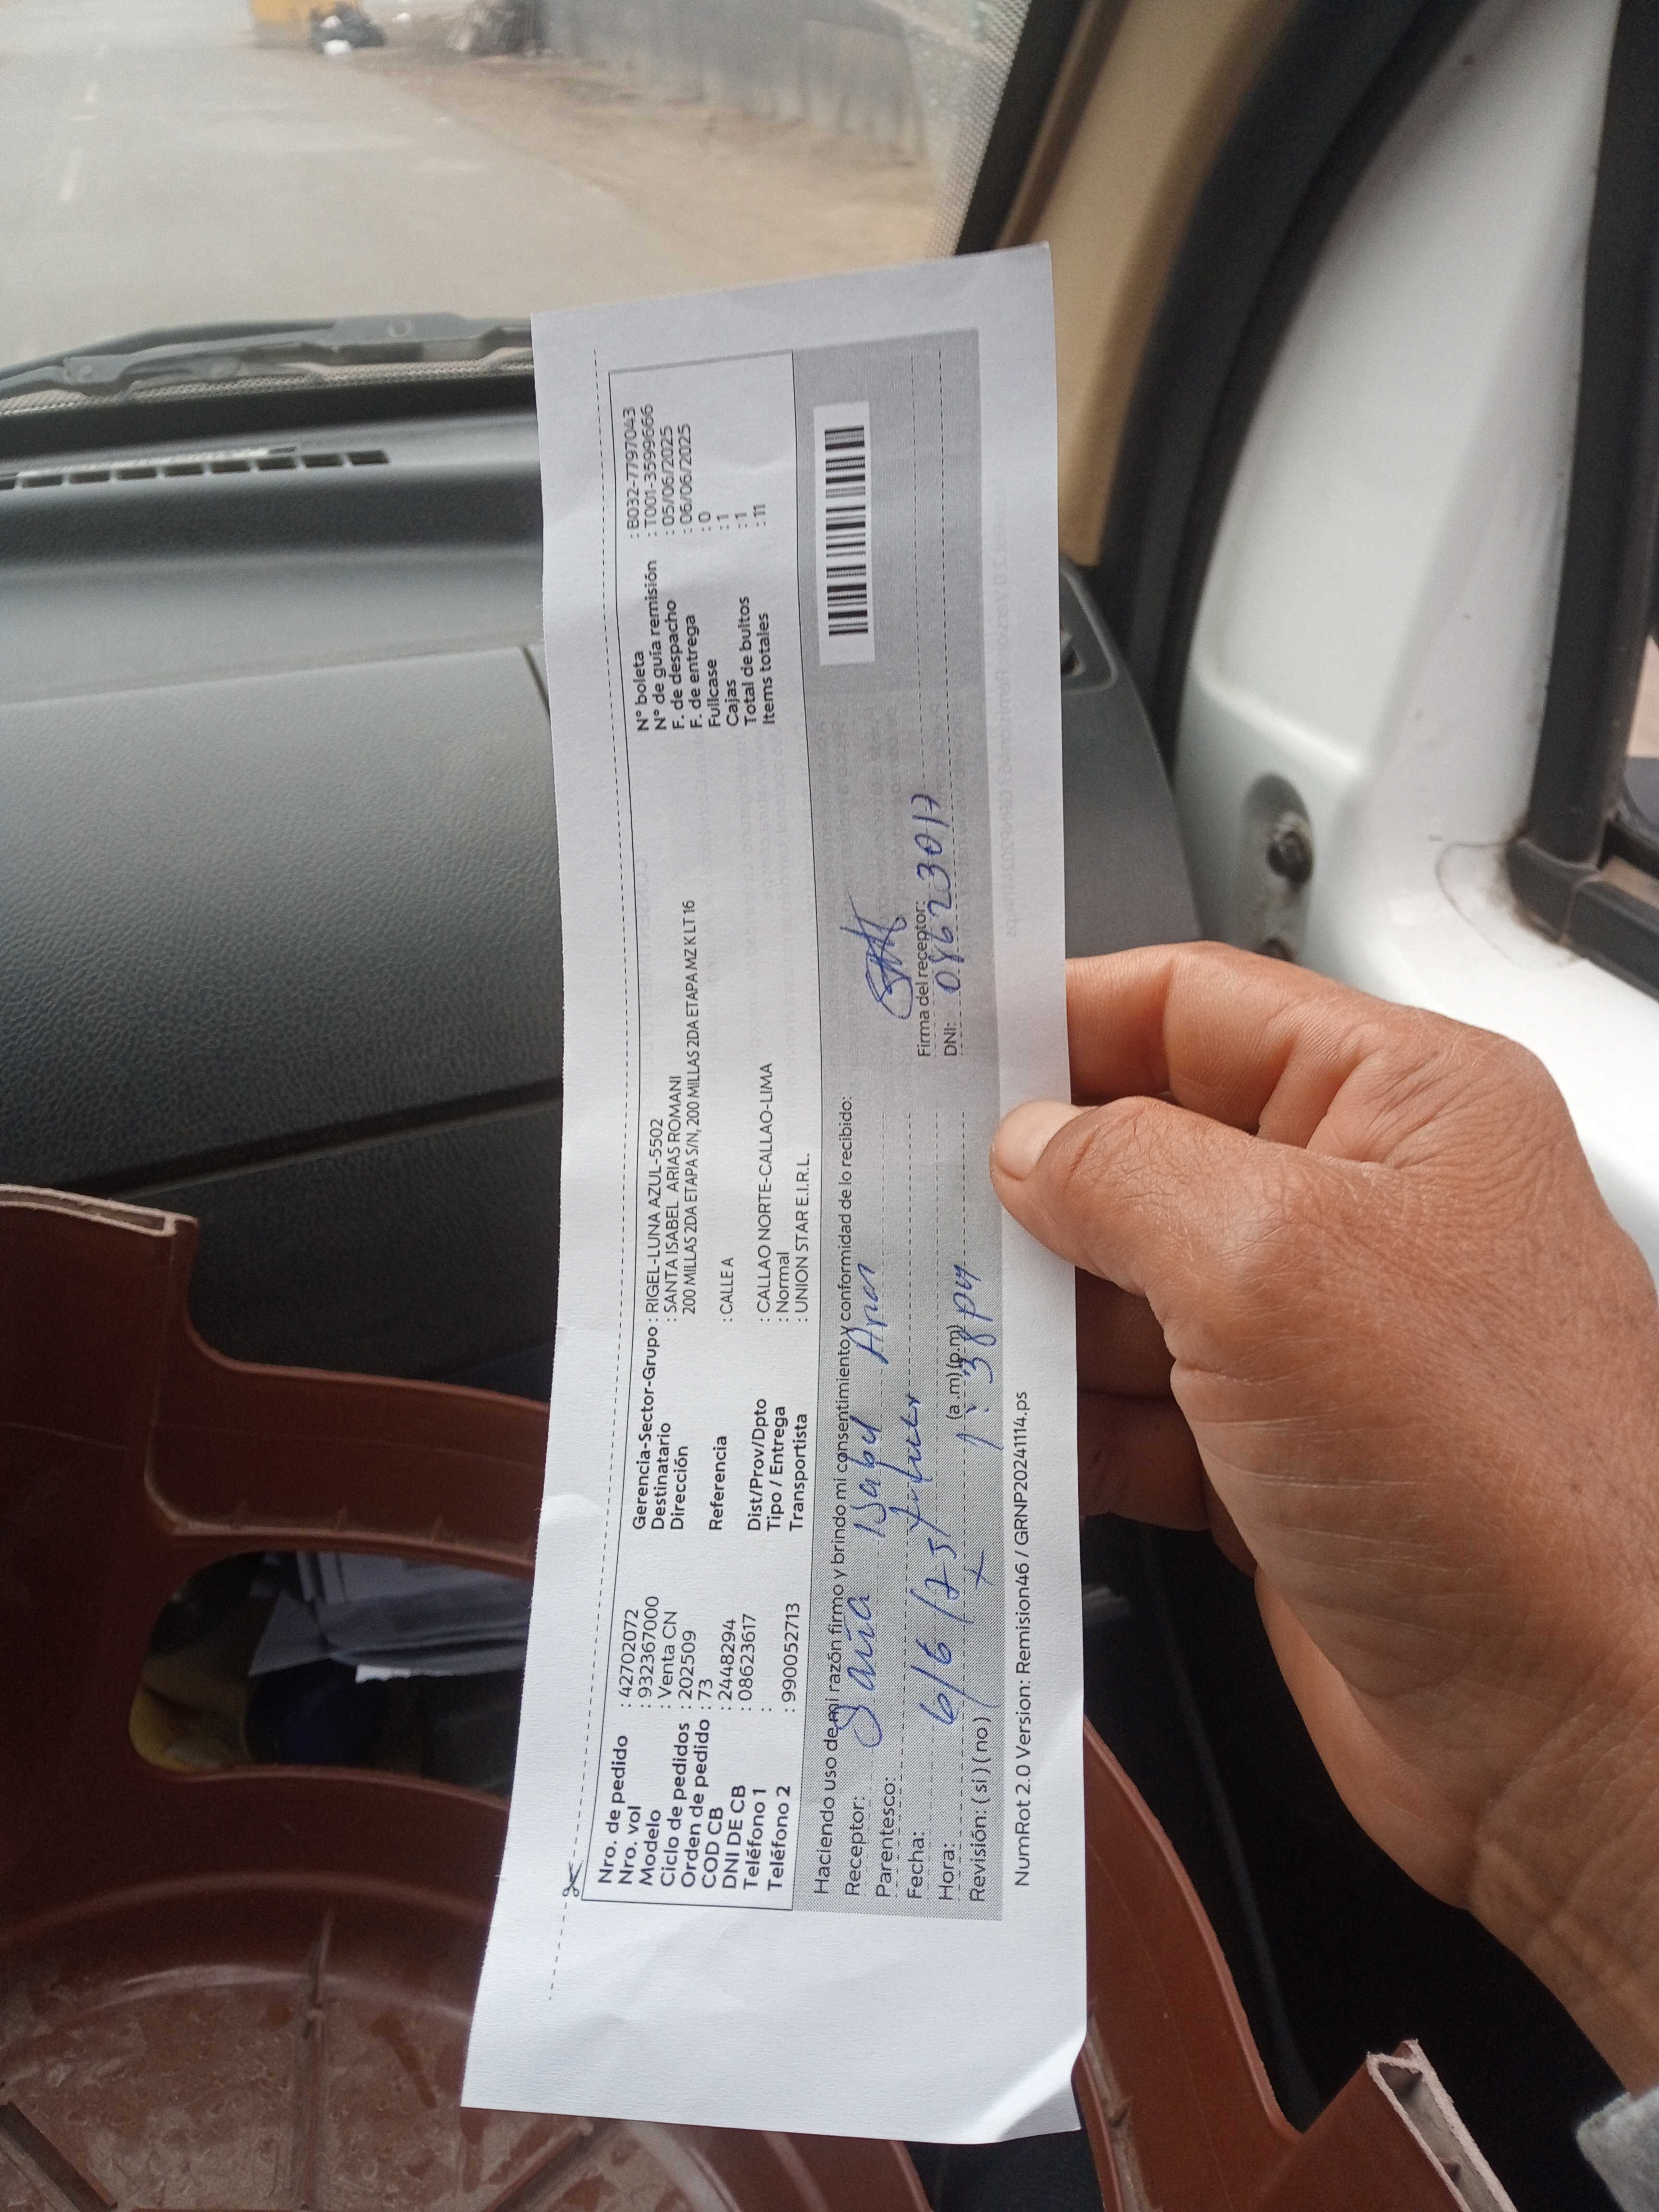 Nro. de pedido : 42702072
Nro. vol : 932367000
Modelo : Venta CN
Ciclo de pedidos : 202509
Orden de pedido : 73
COD CB : 2448294
DNI DE CB : 08623617
Teléfono 1 :
Teléfono 2 : 990052713
Gerencia-Sector-Grupo : RIGEL-LUNA AZUL-5502
Destinatario : SANTA ISABEL ARIAS ROMANI
Dirección 200 MILLAS 2DA ETAPA S/N, 200 MILLAS 2DA ETAPA MZ K LT 16
Referencia : CALLE A
Dist/Prov/Dpto : CALLAO NORTE-CALLAO-LIMA
Tipo / Entrega : Normal
Transportista : UNION STAR E.I.R.L.
N° boleta : B032-7797043
N° de guía remisión : T001-3599666
F. de despacho : 05/06/2025
F. de entrega : 06/06/2025
Fullcase : 0
Cajas : 1
Total de bultos : 1
Items totales : 11
Haciendo uso de mi razón firmo y brindo mi consentimiento y conformidad de lo recibido:
Receptor: Isabel
Parentesco:
Fecha: 6/6/25
Hora: (a .m) (p.m) 1:38 pm
Revisión: ( si ) ( no )
Firma del receptor:
DNI: 08623017
NumRot 2.0 Version: Remision46 / GRNP20241114.ps